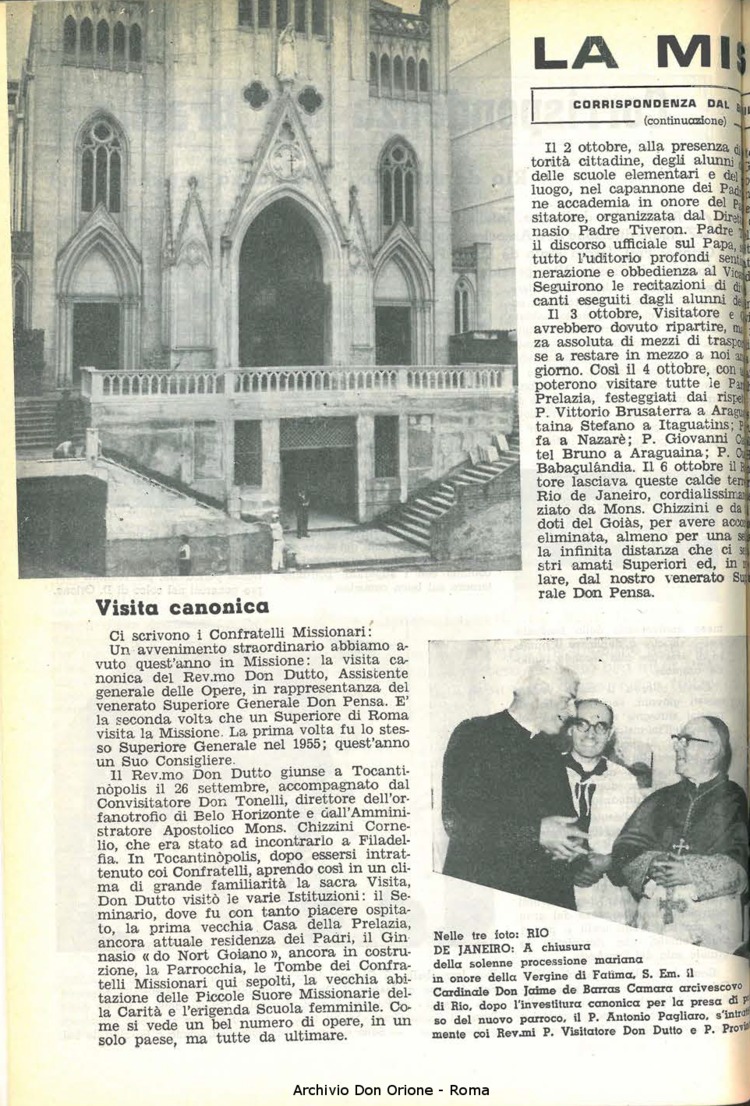 LA MIS
CORRISPONDENZA DAL
(continuazione)
Il 2 ottobre, alla presenza
torità cittadine, degli alunni
delle scuole elementari e del
luogo, nel capannone dei
ne accademia in onore del
sitatore, organizzata dal
nasio Padre Tiveron. Padre
il discorso ufficiale sul Papa,
tutto l'uditorio profondi
nerazione e obbedienza al
Seguirono le recitazioni di
canti eseguiti dagli alunni
Il 3 ottobre, Visitatore e
avrebbero dovuto ripartire,
za assoluta di mezzi di
se a restare in mezzo a noi
giorno. Così il 4 ottobre, con
poterono visitare tutte le
Prelazia, festeggiati dai
P. Vittorio Brusaterra a
taina Stefano a Itaguatins;
fa a Nazarè; P. Giovanni
tel Bruno a Araguaina; P.
Babaçulândia. Il 6 ottobre il
tore lasciava queste calde
Rio de Janeiro,
ziato da Mons. Chizzini e da
doti del Goiàs, per avere
eliminata, almeno per una
la infinita distanza che ci
stri amati Superiori ed, in
lare, dal nostro venerato
rale Don Pensa.
Visita canonica
Ci scrivono i Confratelli Missionari:
Un avvenimento straordinario abbiamo a-
vuto quest'anno in Missione: la visita ca-
nonica del Rev.mo Don Dutto, Assistente
generale delle Opere, in rappresentanza del
venerato Superiore Generale Don Pensa. E'
la seconda volta che un Superiore di Roma
visita la Missione. La prima volta fu lo stes-
so Superiore Generale nel 1955; quest'anno
un Suo Consigliere.
Il Rev.mo Don Dutto giunse a Tocanti-
nòpolis il 26 settembre, accompagnato dal
Convisitatore Don Tonelli, direttore dell'or-
fanotrofio di Belo Horizonte e dall'Ammini-
stratore Apostolico Mons. Chizzini Corne-
lio, che era stato ad incontrario a Filadel-
fia. In Tocantinòpolis, dopo essersi intrat-
tenuto coi Confratelli, aprendo così in un cli-
ma di grande familiarità la sacra Visita,
Don Dutto visitò le varie Istituzioni: il Se-
minario, dove fu con tanto piacere ospita-
to, la prima vecchia Casa della Prelazia,
ancora attuale residenza dei Padri, il Gin
nasio « do Nort Goiano », ancora in costru-
zione, la Parrocchia, le Tombe dei Confra-
telli Missionari qui sepolti, la vecchia abi-
tazione delle Piccole Suore Missionarie del-
la Carità e l'erigenda Scuola femminile. Co-
me si vede un bel numero di opere, in un
solo paese, ma tutte da ultimare.
Nelle tre foto: RIO
DE JANEIRO: A chiusura
della solenne processione mariana
in onore della Vergine di Fatima, S. Em. il
Cardinale Don Jaime de Barras Camara arcivescovo
di Rio, dopo l'investitura canonica per la presa di
so del nuovo parroco, il P. Antonio Pagliaro,
mente coi Rev.mi P. Visitatore Don Dutto e P.
Archivio Don Orione - Roma